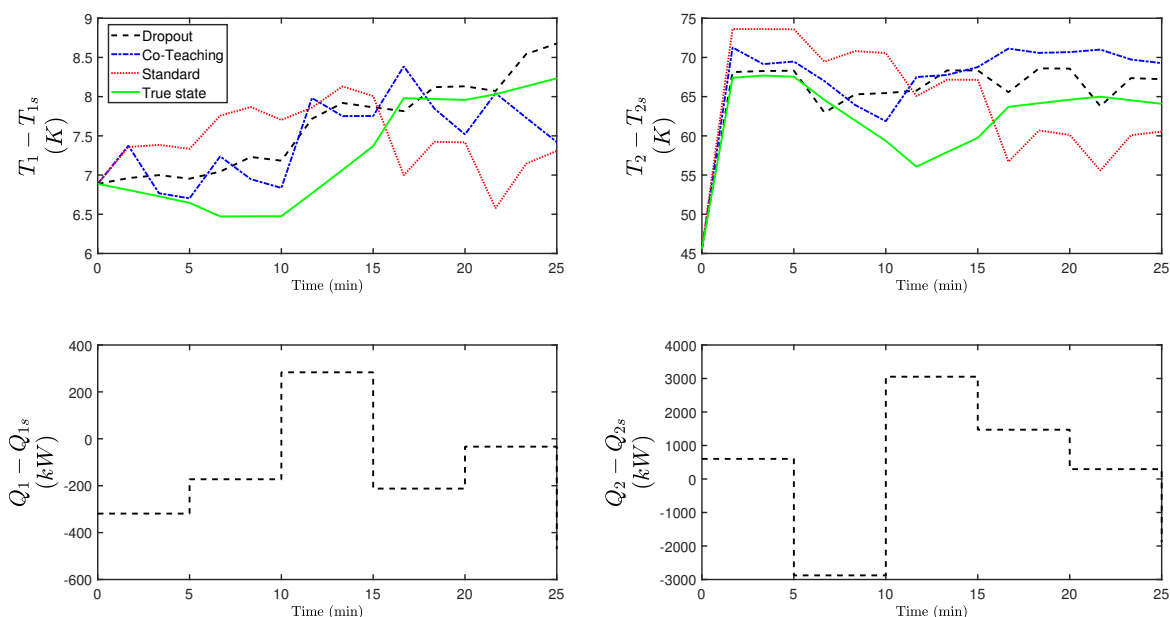 9
8.5
8
7.5
7
6.5
6
T₁ − T₁ₛ
(K)
Dropout
Co-Teaching
Standard
True state
0 5 10 15 20 25
Time (min)
75
70
65
60
55
50
45
T₂ − T₂ₛ
(K)
0 5 10 15 20 25
Time (min)
400
200
0
-200
-400
-600
Q₁ − Q₁ₛ
(kW)
0 5 10 15 20 25
Time (min)
4000
3000
2000
1000
0
-1000
-2000
-3000
Q₂ − Q₂ₛ
(kW)
0 5 10 15 20 25
Time (min)